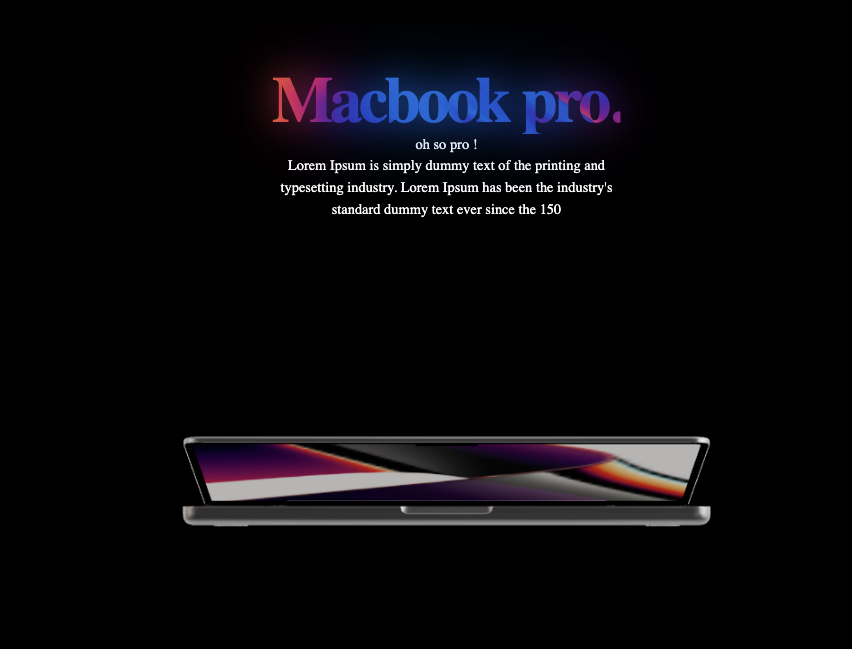 Macbook pro.
oh so pro !
Lorem Ipsum is simply dummy text of the printing and
typesetting industry. Lorem Ipsum has been the industry's
standard dummy text ever since the 150